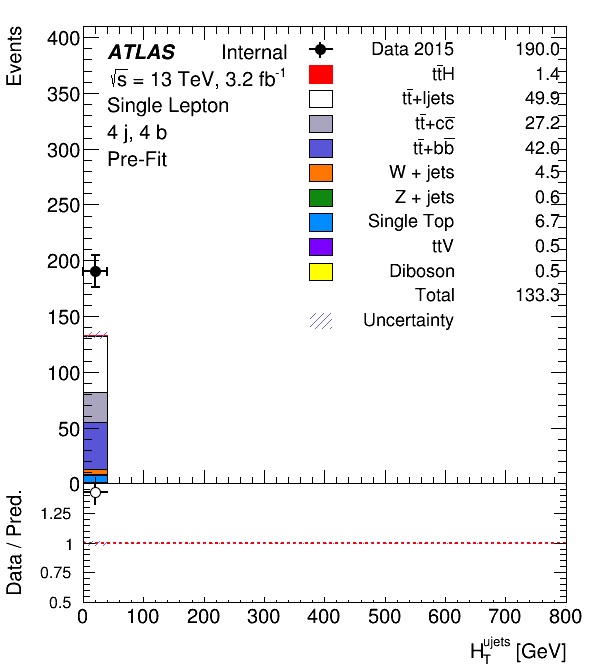 Events
400
350
300
250
200
150
100
50
0
ATLAS Internal
√s = 13 TeV, 3.2 fb⁻¹
Single Lepton
4 j, 4 b
Pre-Fit
Data 2015 190.0
tt̄H 1.4
tt̄+ljets 49.9
tt̄+cc̄ 27.2
tt̄+bb̄ 42.0
W + jets 4.5
Z + jets 0.6
Single Top 6.7
ttV 0.5
Diboson 0.5
Total 133.3
Uncertainty
Data / Pred.
1.25
1
0.75
0.5
0 100 200 300 400 500 600 700 800
H_T^ujets [GeV]